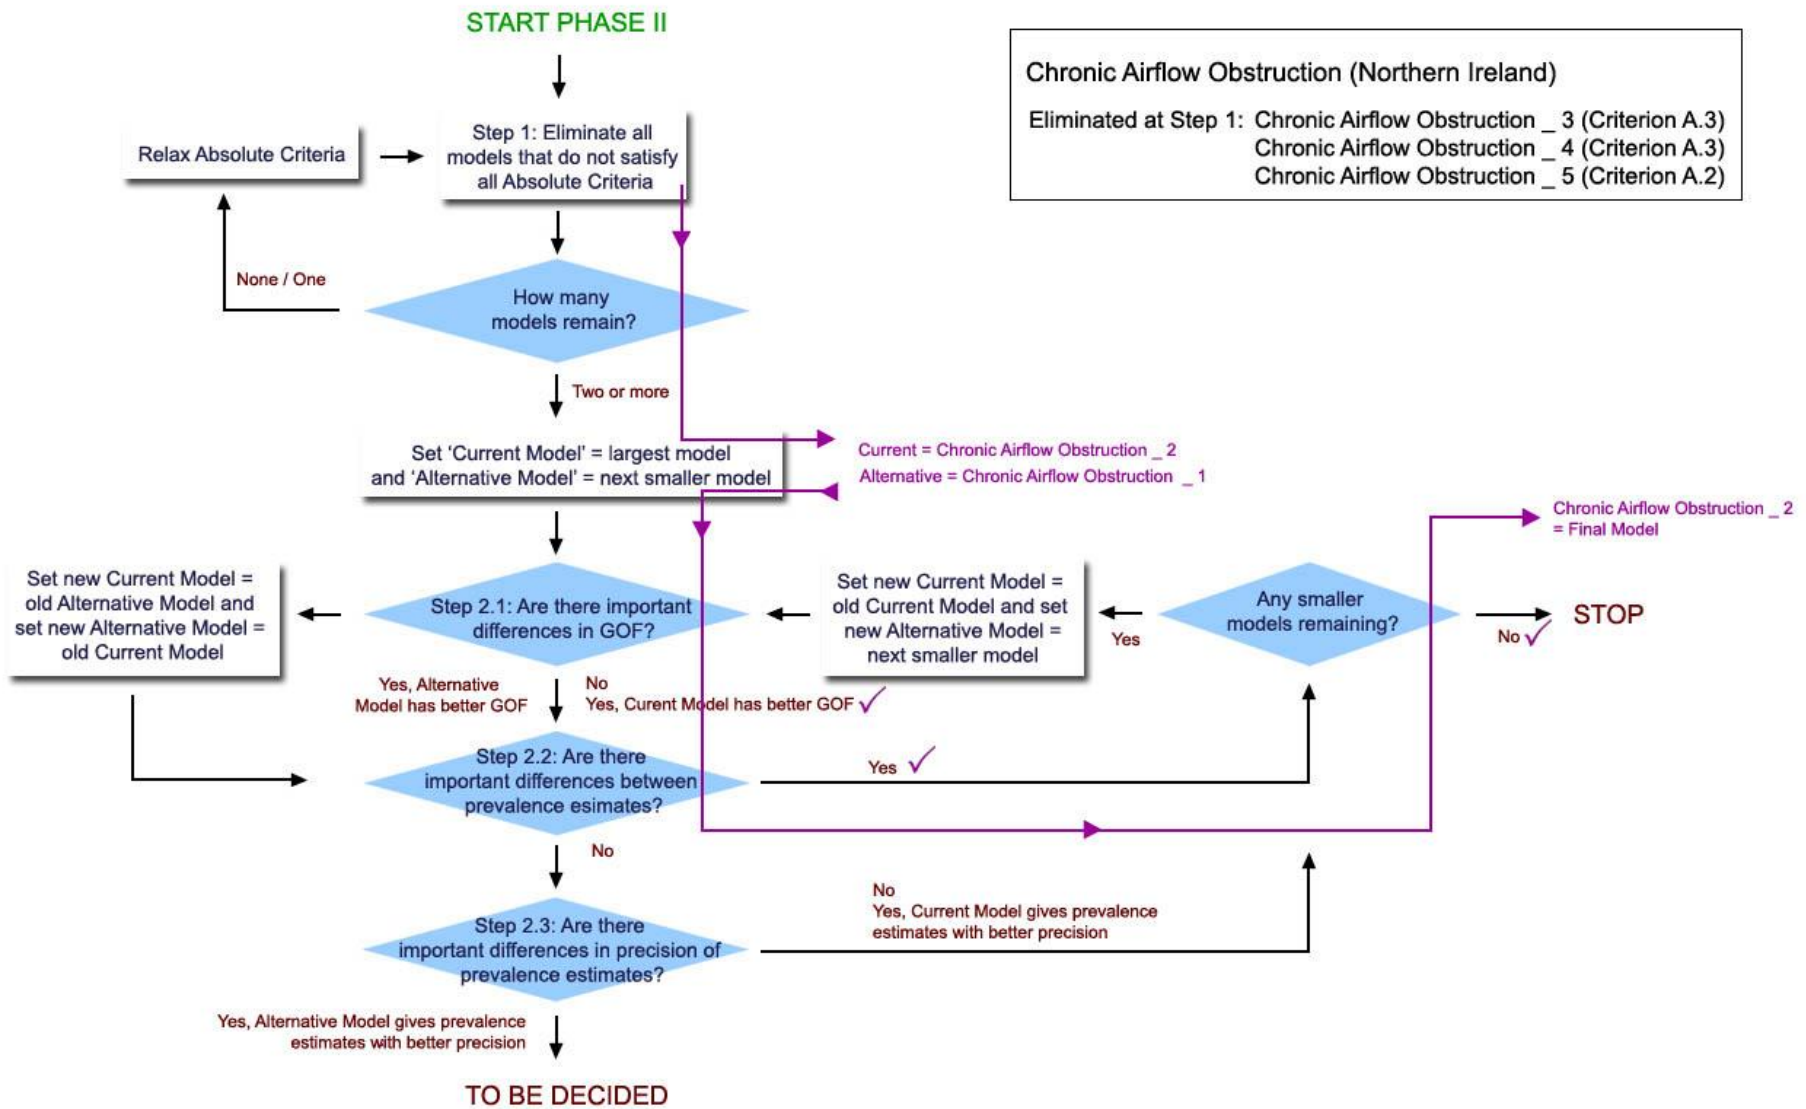 START PHASE II
Chronic Airflow Obstruction (Northern Ireland)
Eliminated at Step 1: Chronic Airflow Obstruction _ 3 (Criterion A.3)
Chronic Airflow Obstruction _ 4 (Criterion A.3)
Chronic Airflow Obstruction _ 5 (Criterion A.2)
Relax Absolute Criteria
Step 1: Eliminate all
models that do not satisfy
all Absolute Criteria
None / One
How many
models remain?
Two or more
Set ‘Current Model’ = largest model
and ‘Alternative Model’ = next smaller model
Current = Chronic Airflow Obstruction _ 2
Alternative = Chronic Airflow Obstruction _ 1
Chronic Airflow Obstruction _ 2
= Final Model
Set new Current Model =
old Alternative Model and
set new Alternative Model =
old Current Model
Step 2.1: Are there important
differences in GOF?
Set new Current Model =
old Current Model and set
new Alternative Model =
next smaller model
Yes
Any smaller
models remaining?
No
STOP
Yes, Alternative
Model has better GOF
No
Yes, Curent Model has better GOF
Step 2.2: Are there
important differences between
prevalence esimates?
Yes
No
Step 2.3: Are there
important differences in precision of
prevalence estimates?
No
Yes, Current Model gives prevalence
estimates with better precision
Yes, Alternative Model gives prevalence
estimates with better precision
TO BE DECIDED